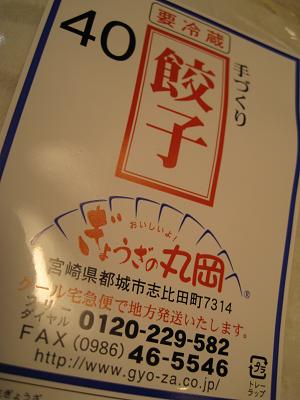 要冷蔵
40
手づくり
餃子
おいしいよ!
ぎょうざの丸岡
®
宮崎県都城市志比田町7314
クール宅急便で地方発送いたします。
フリーダイヤル 0120-229-582
FAX (0986) 46-5546
http://www.gyo-za.co.jp/
プラ
トレー
ラップ